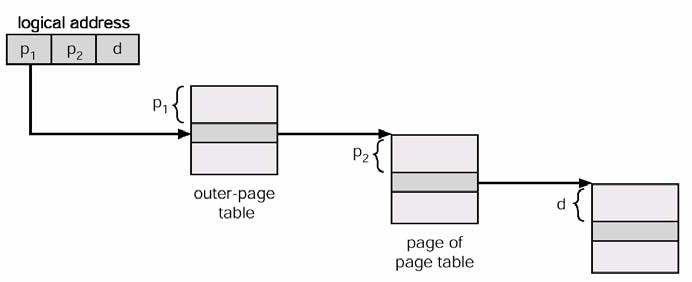 logical address
p₁ p₂ d
p₁
outer-page
table
p₂
page of
page table
d